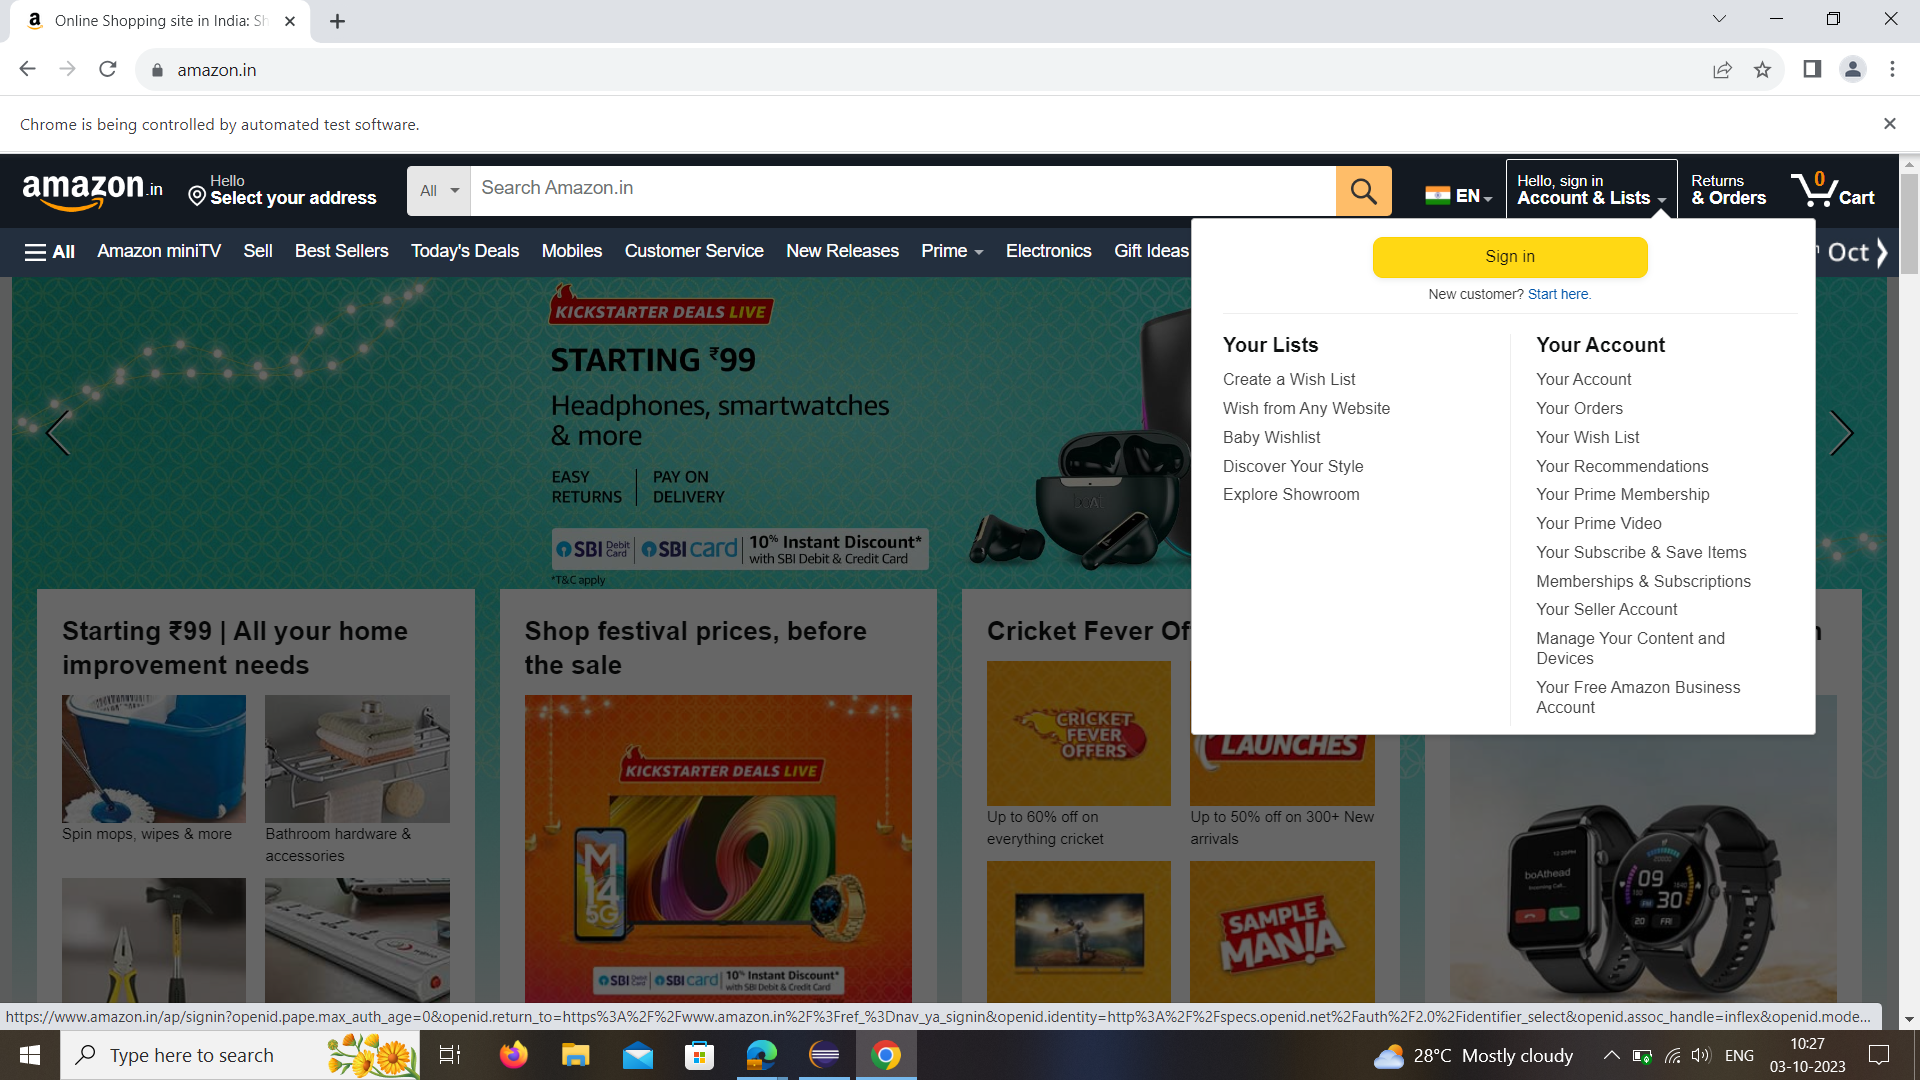 Online Shopping site in India: Sh
amazon.in
Chrome is being controlled by automated test software.
amazon.in
Hello
Select your address
All
Search Amazon.in
EN
Hello, sign in
Account & Lists
Returns
& Orders
0
Cart
All
Amazon miniTV
Sell
Best Sellers
Today's Deals
Mobiles
Customer Service
New Releases
Prime
Electronics
Gift Ideas
Oct
Sign in
New customer? Start here.
Your Lists
Create a Wish List
Wish from Any Website
Baby Wishlist
Discover Your Style
Explore Showroom
Your Account
Your Account
Your Orders
Your Wish List
Your Recommendations
Your Prime Membership
Your Prime Video
Your Subscribe & Save Items
Memberships & Subscriptions
Your Seller Account
Manage Your Content and
Devices
Your Free Amazon Business
Account
KICKSTARTER DEALS LIVE
STARTING ₹99
Headphones, smartwatches
& more
EASY
RETURNS
PAY ON
DELIVERY
SBI Debit Card
SBI card
10% Instant Discount*
with SBI Debit & Credit Card
*T&C apply
boAt
Starting ₹99 | All your home
improvement needs
Spin mops, wipes & more
Bathroom hardware &
accessories
Shop festival prices, before
the sale
KICKSTARTER DEALS LIVE
M
14
5G
SBI Debit Card
SBI card
10% Instant Discount*
with SBI Debit & Credit Card
Cricket Fever Of
CRICKET
FEVER
OFFERS
Up to 60% off on
everything cricket
LAUNCHES
Up to 50% off on 300+ New
arrivals
SAMPLE
MANIA
12:20PM
boAthead
Incoming Call...
09
30
20 FRI
https://www.amazon.in/ap/signin?openid.pape.max_auth_age=0&openid.return_to=https%3A%2F%2Fwww.amazon.in%2F%3Fref_%3Dnav_ya_signin&openid.identity=http%3A%2F%2Fspecs.openid.net%2Fauth%2F2.0%2Fidentifier_select&openid.assoc_handle=inflex&openid.mode...
Type here to search
28°C Mostly cloudy
ENG
10:27
03-10-2023